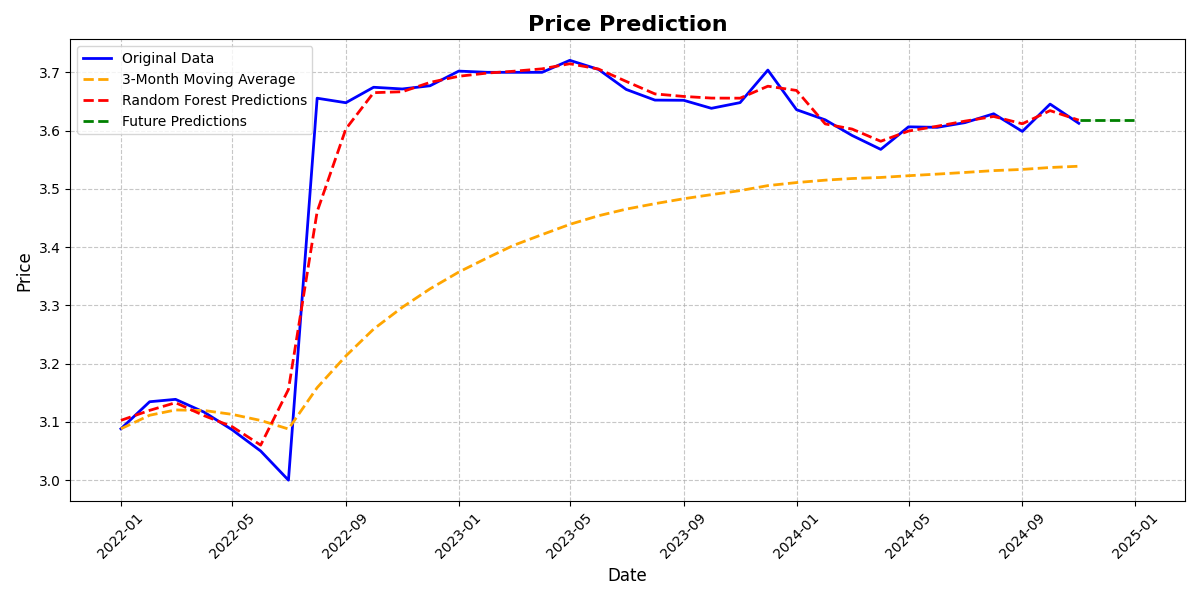 Price Prediction
Original Data
3-Month Moving Average
Random Forest Predictions
Future Predictions
Price
3.7
3.6
3.5
3.4
3.3
3.2
3.1
3.0
2022-01
2022-05
2022-09
2023-01
2023-05
2023-09
2024-01
2024-05
2024-09
2025-01
Date